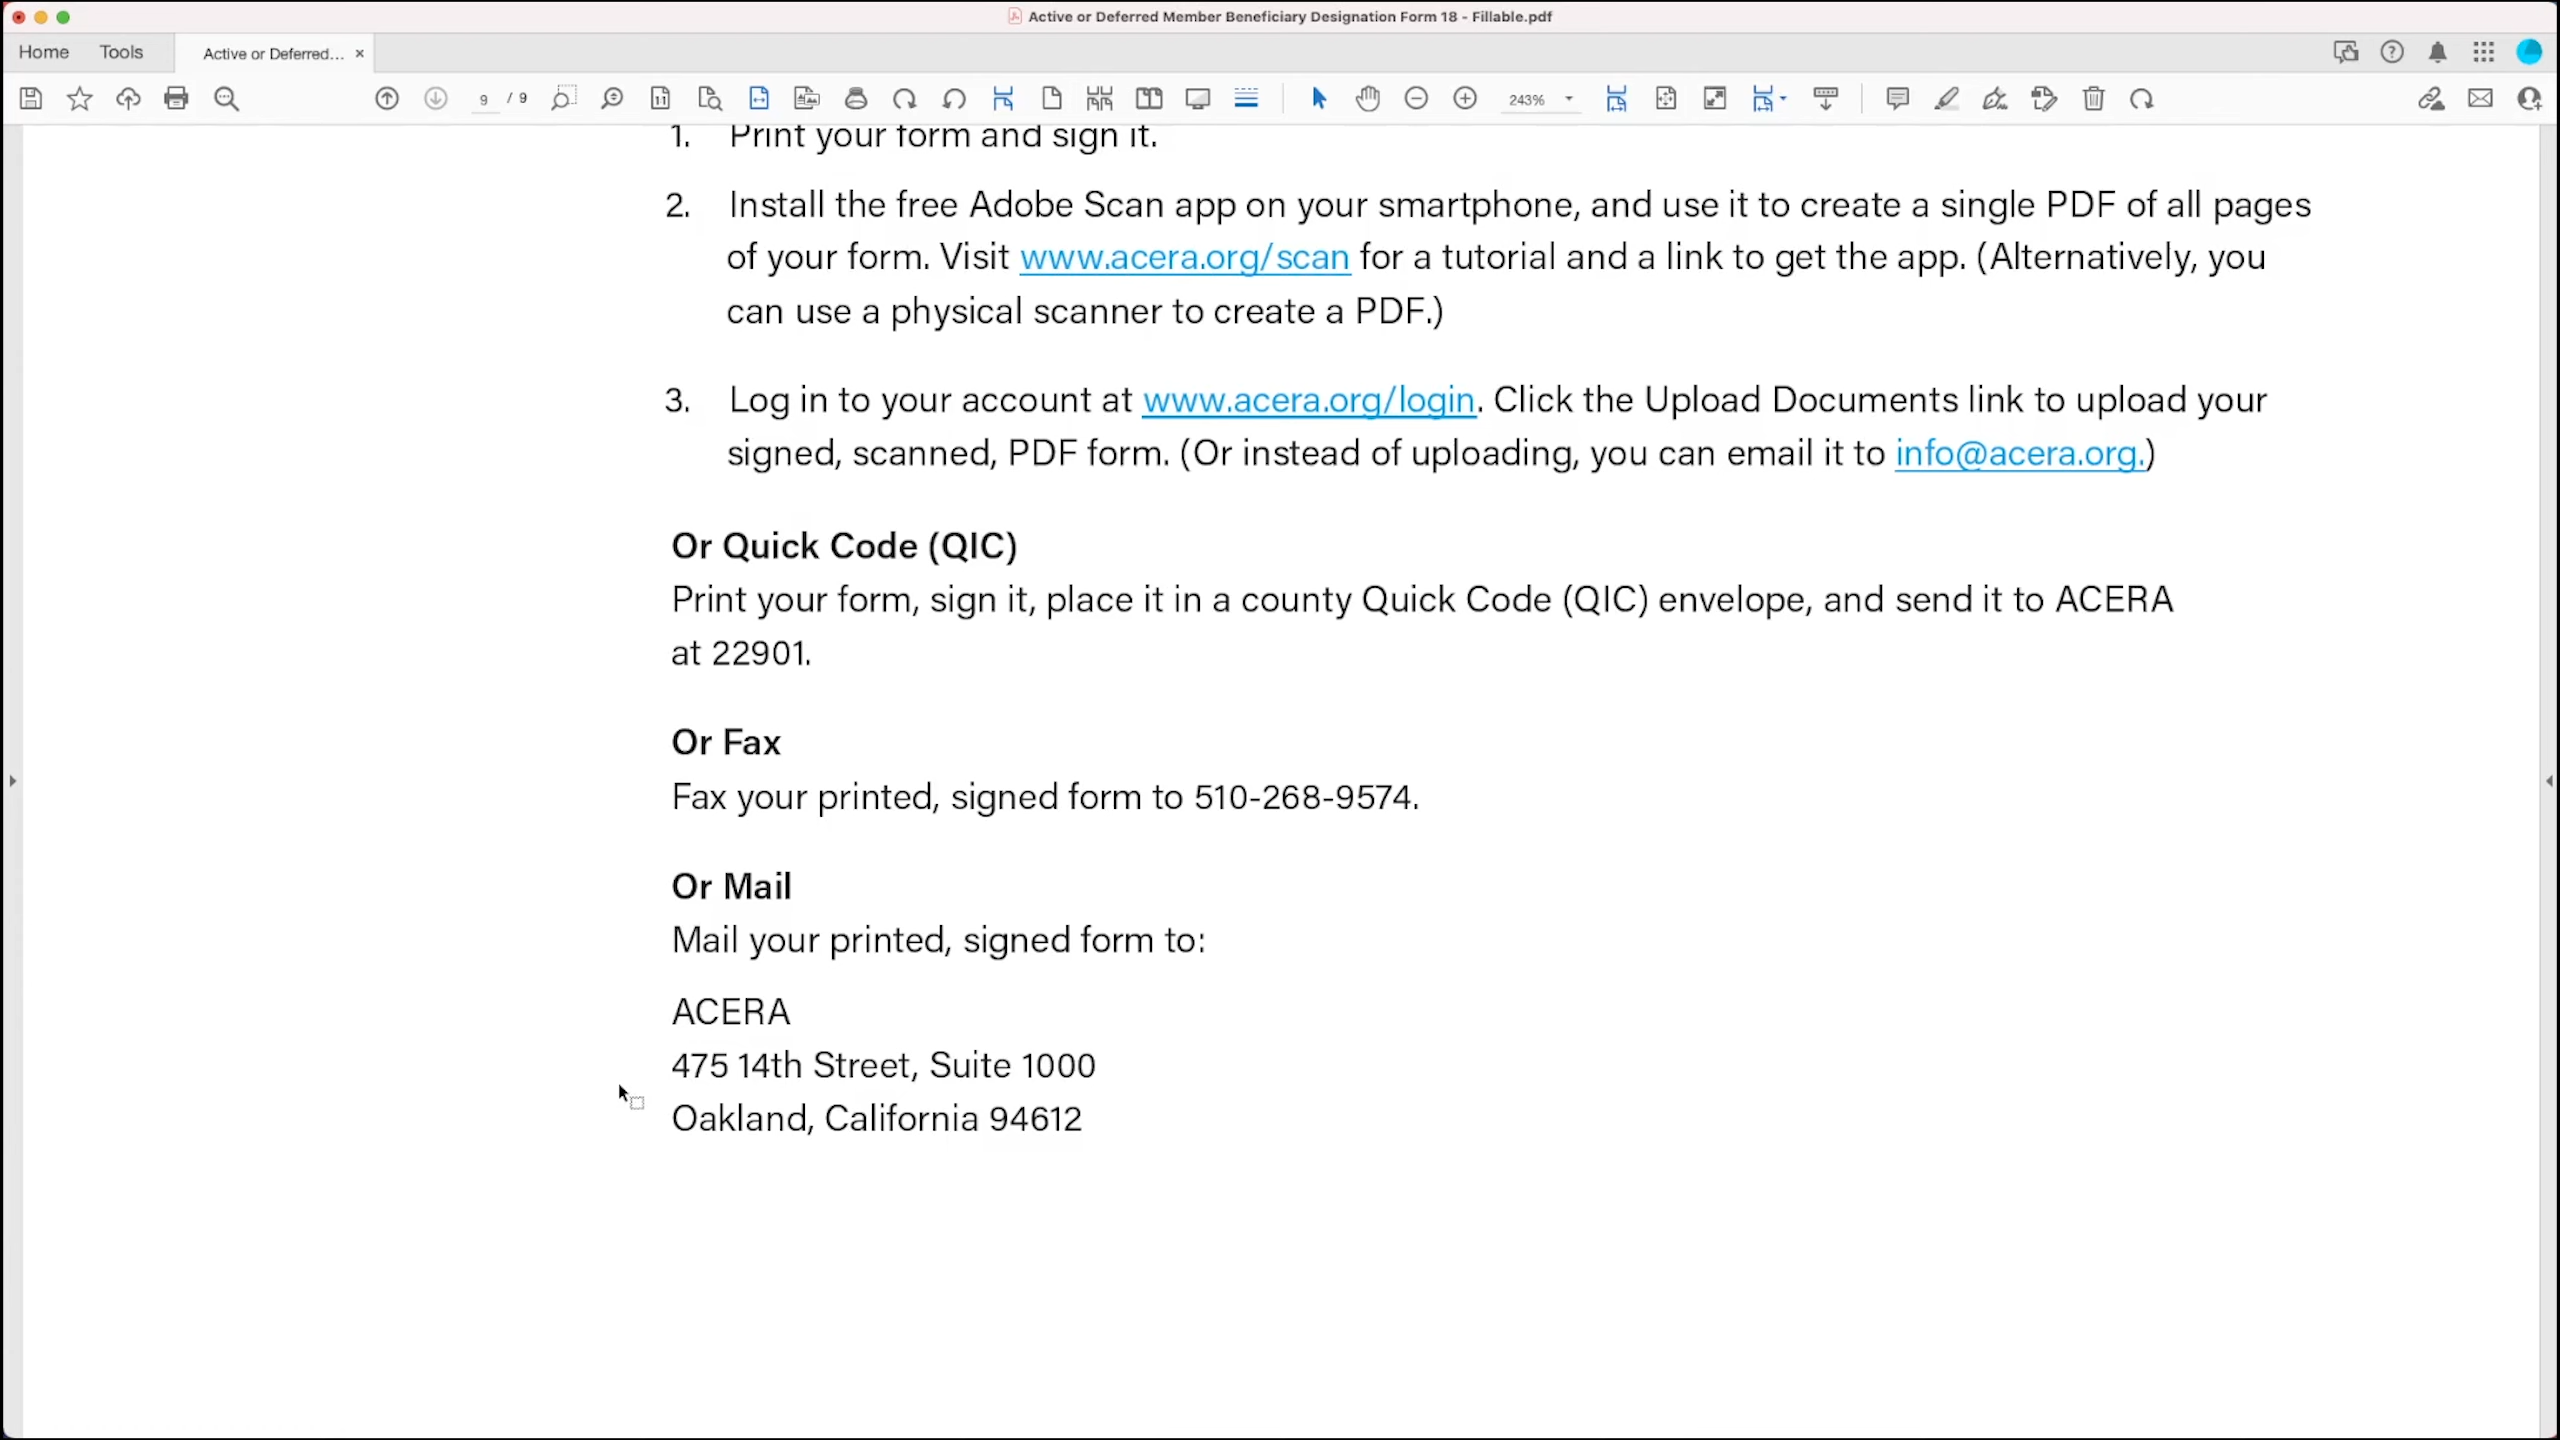 Active or Deferred Member Beneficiary Designation Form 18 - Fillable.pdf
Home Tools Active or Deferred... ×
9 / 9 243%
1. Print your form and sign it.
2. Install the free Adobe Scan app on your smartphone, and use it to create a single PDF of all pages
of your form. Visit www.acera.org/scan for a tutorial and a link to get the app. (Alternatively, you
can use a physical scanner to create a PDF.)
3. Log in to your account at www.acera.org/login. Click the Upload Documents link to upload your
signed, scanned, PDF form. (Or instead of uploading, you can email it to info@acera.org.)
Or Quick Code (QIC)
Print your form, sign it, place it in a county Quick Code (QIC) envelope, and send it to ACERA
at 22901.
Or Fax
Fax your printed, signed form to 510-268-9574.
Or Mail
Mail your printed, signed form to:
ACERA
475 14th Street, Suite 1000
Oakland, California 94612